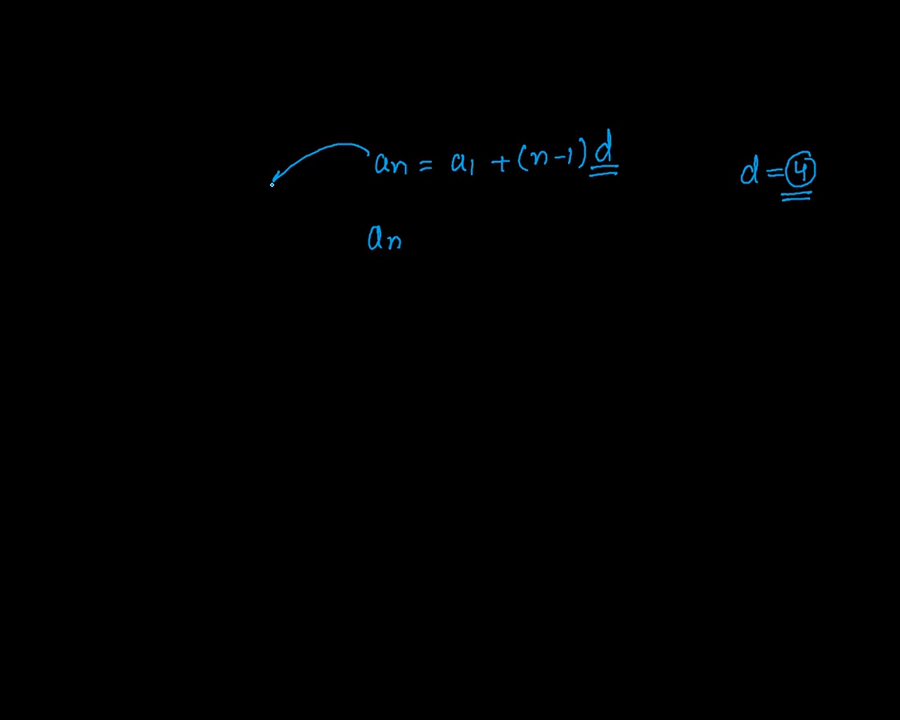 an = a1 + (n-1) d d = 4
an